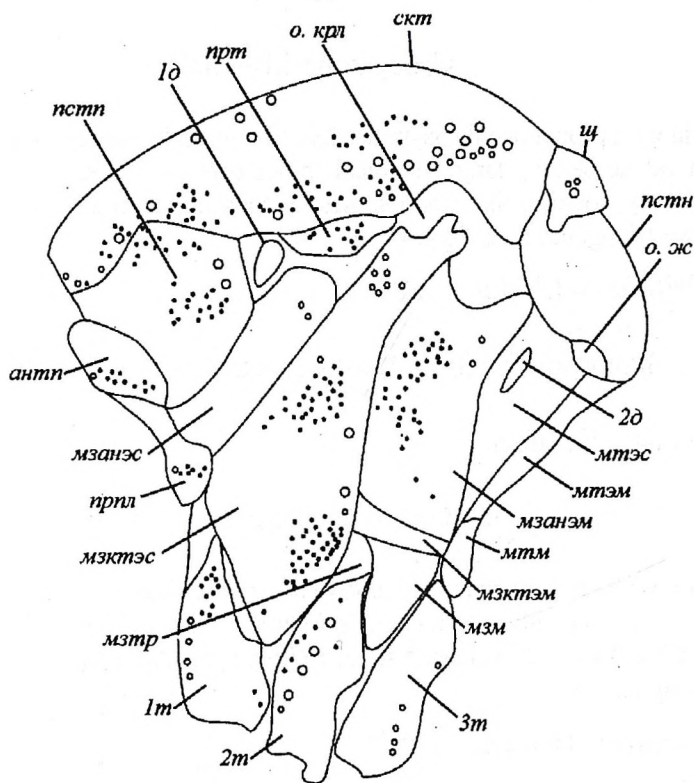 скт
о. крл
прт
1д
пстп
щ
пстн
о. ж
антп
2д
мзанэс
мтэс
прпл
мтэм
мзанэм
мзктэс
мтм
мзктэм
мзтр
мзм
1т
3т
2т